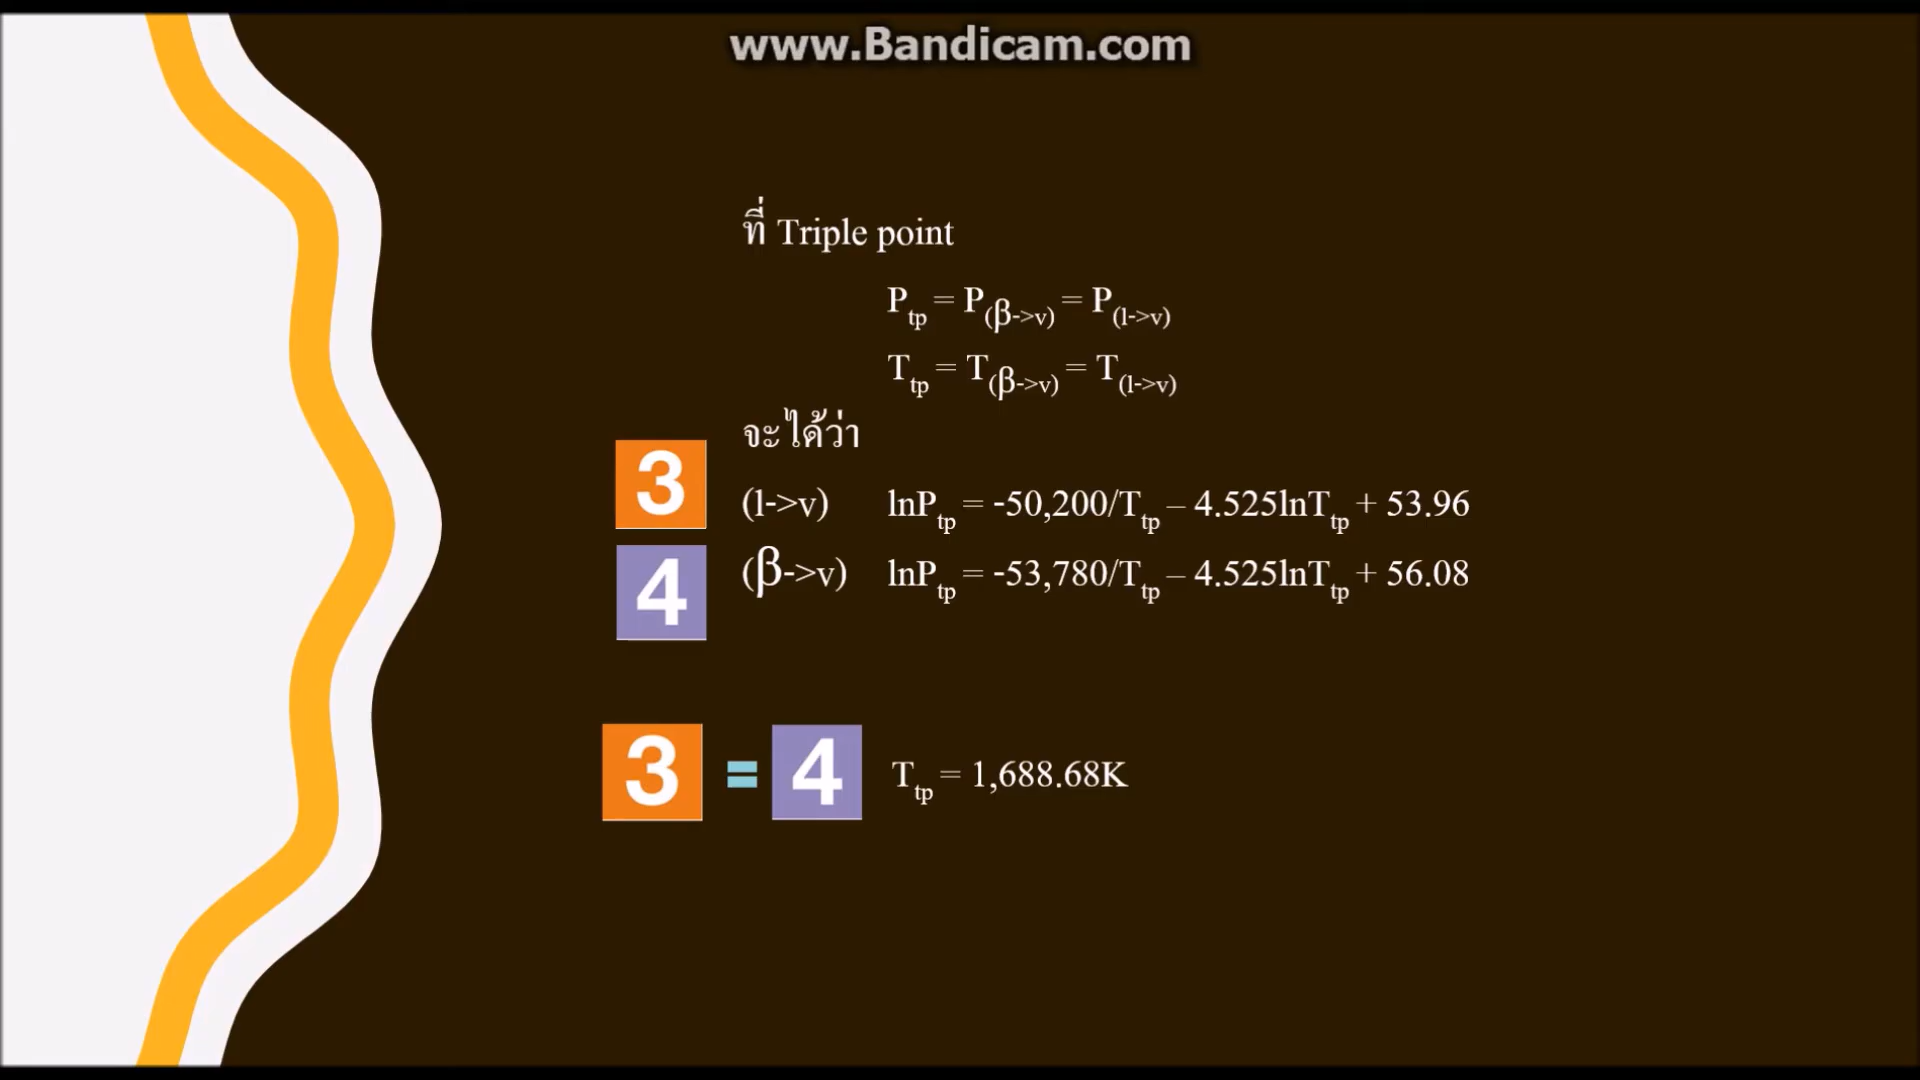 www.Bandicam.com
ที่ Triple point
Ptp = P(β->v) = P(l->v)
Ttp = T(β->v) = T(l->v)
จะได้ว่า
3 (l->v) lnPtp = -50,200/Ttp – 4.525lnTtp + 53.96
4 (β->v) lnPtp = -53,780/Ttp – 4.525lnTtp + 56.08
3 = 4 Ttp = 1,688.68K